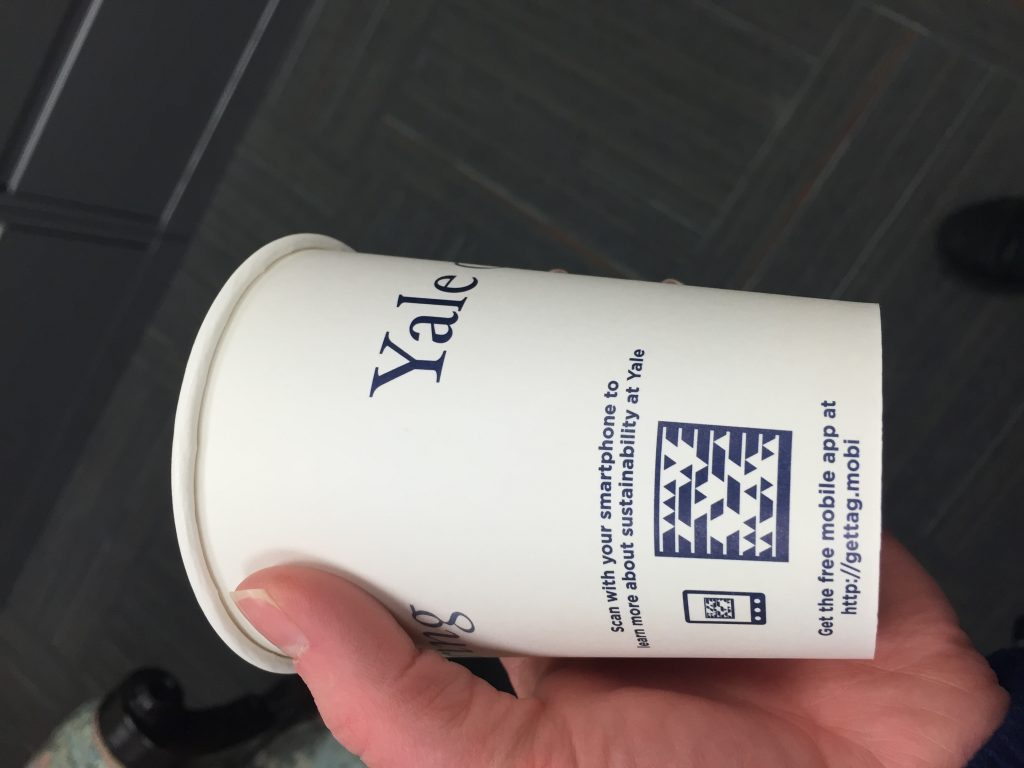 Yale
ng
Scan with your smartphone to
learn more about sustainability at Yale
Get the free mobile app at
http://gettag.mobi